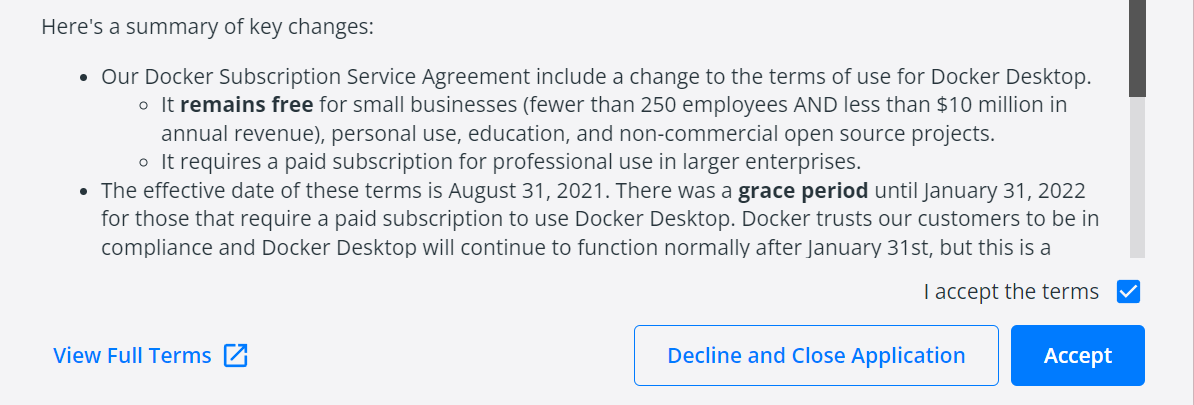 Here's a summary of key changes:
• Our Docker Subscription Service Agreement include a change to the terms of use for Docker Desktop.
◦ It remains free for small businesses (fewer than 250 employees AND less than $10 million in
annual revenue), personal use, education, and non-commercial open source projects.
◦ It requires a paid subscription for professional use in larger enterprises.
• The effective date of these terms is August 31, 2021. There was a grace period until January 31, 2022
for those that require a paid subscription to use Docker Desktop. Docker trusts our customers to be in
compliance and Docker Desktop will continue to function normally after January 31st, but this is a
I accept the terms
View Full Terms
Decline and Close Application
Accept